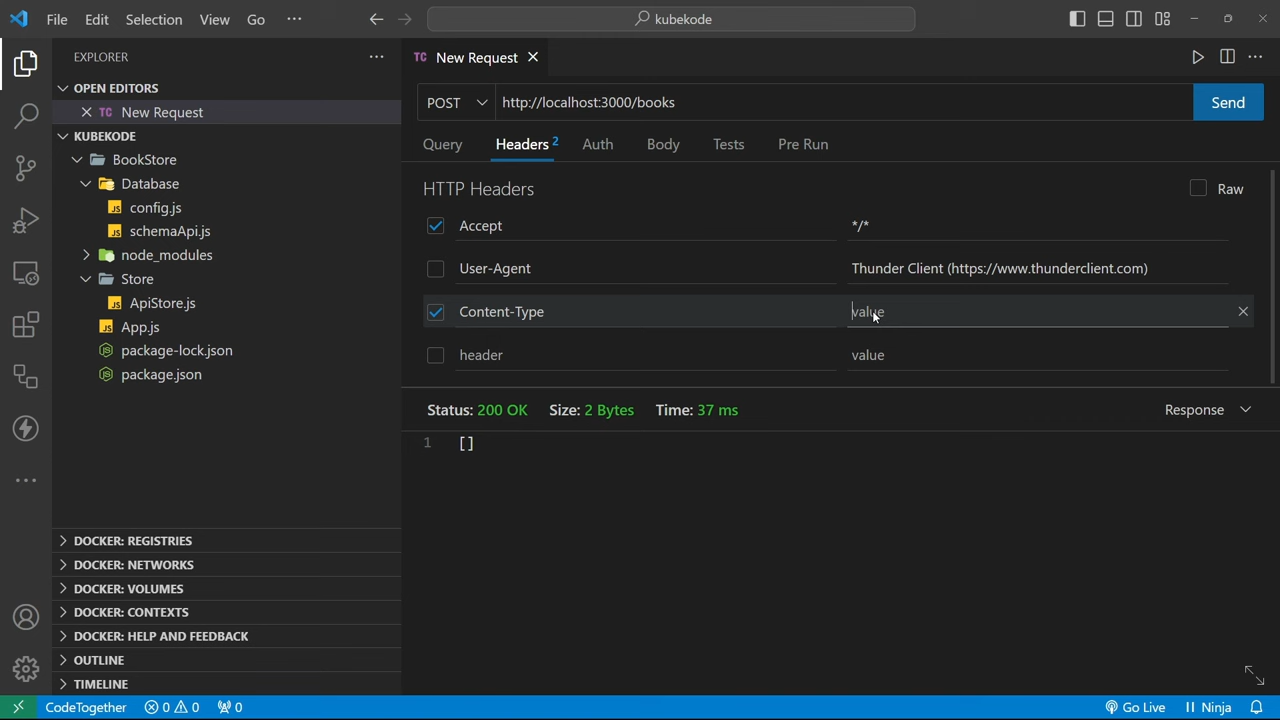 File Edit Selection View Go ··· kubekode
EXPLORER ···
OPEN EDITORS
TC New Request
KUBEKODE
BookStore
Database
JS config.js
JS schemaApi.js
node_modules
Store
JS ApiStore.js
JS App.js
package-lock.json
package.json
DOCKER: REGISTRIES
DOCKER: NETWORKS
DOCKER: VOLUMES
DOCKER: CONTEXTS
DOCKER: HELP AND FEEDBACK
OUTLINE
TIMELINE
TC New Request
POST http://localhost:3000/books Send
Query Headers 2 Auth Body Tests Pre Run
HTTP Headers Raw
Accept */*
User-Agent Thunder Client (https://www.thunderclient.com)
Content-Type value
header value
Status: 200 OK Size: 2 Bytes Time: 37 ms Response
1 []
CodeTogether 0 0 0 Go Live Ninja